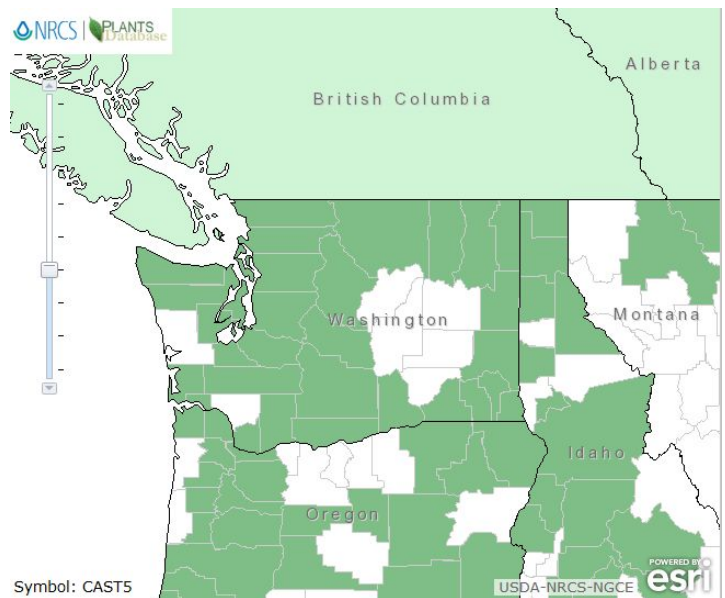 NRCS | PLANTS
Database
Alberta
British Columbia
Washington
Montana
Idaho
Oregon
Symbol: CAST5
USDA-NRCS-NGCE
POWERED BY
esri